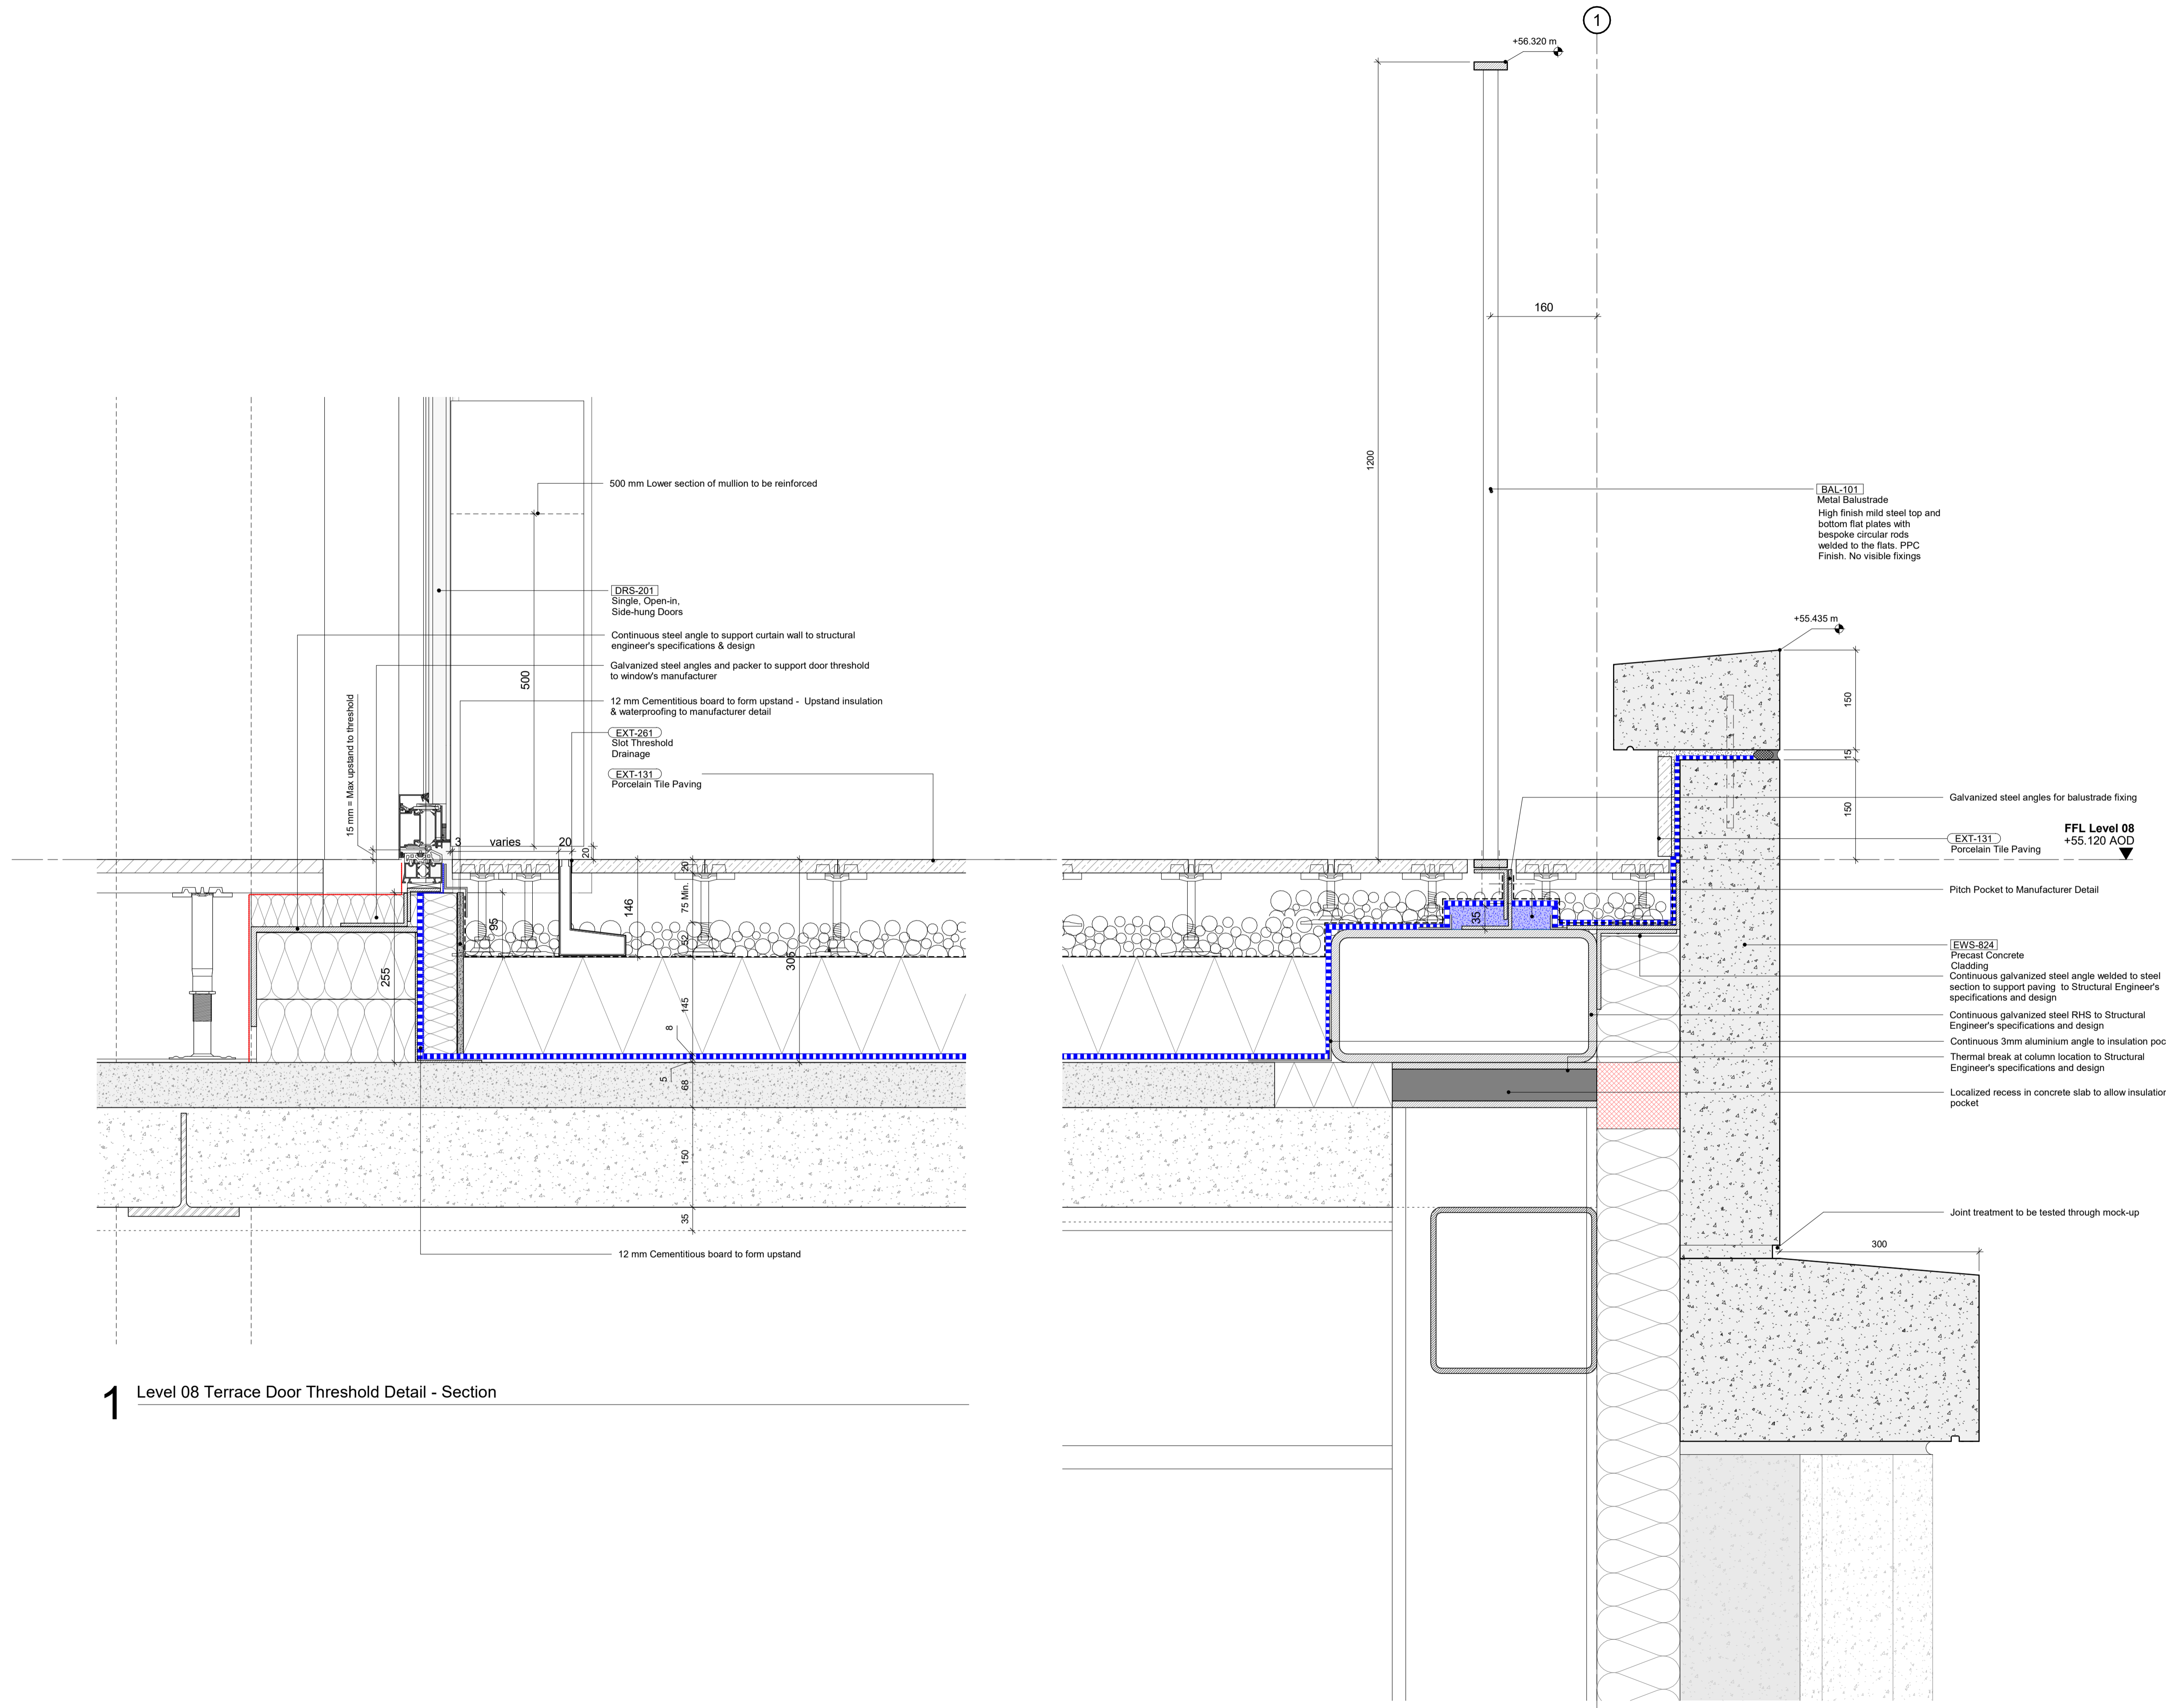 1
+56.320 m
160
1200
500 mm Lower section of mullion to be reinforced
BAL-101
Metal Balustrade
High finish mild steel top and
bottom flat plates with
bespoke circular rods
welded to the flats. PPC
Finish. No visible fixings
DRS-201
Single, Open-in,
Side-hung Doors
+55.435 m
Continuous steel angle to support curtain wall to structural
engineer's specifications & design
Galvanized steel angles and packer to support door threshold
to window's manufacturer
500
12 mm Cementitious board to form upstand - Upstand insulation
& waterproofing to manufacturer detail
15 mm = Max upstand to threshold
EXT-261
Slot Threshold
Drainage
EXT-131
Porcelain Tile Paving
150
15
150
Galvanized steel angles for balustrade fixing
FFL Level 08
+55.120 AOD
EXT-131
Porcelain Tile Paving
3
varies
20
20
20
75 Min.
95
146
52
306
255
145
8
5
68
150
35
35
Pitch Pocket to Manufacturer Detail
EWS-824
Precast Concrete
Cladding
Continuous galvanized steel angle welded to steel
section to support paving to Structural Engineer's
specifications and design
Continuous galvanized steel RHS to Structural
Engineer's specifications and design
Continuous 3mm aluminium angle to insulation poc
Thermal break at column location to Structural
Engineer's specifications and design
Localized recess in concrete slab to allow insulation
pocket
Joint treatment to be tested through mock-up
300
12 mm Cementitious board to form upstand
1 Level 08 Terrace Door Threshold Detail - Section